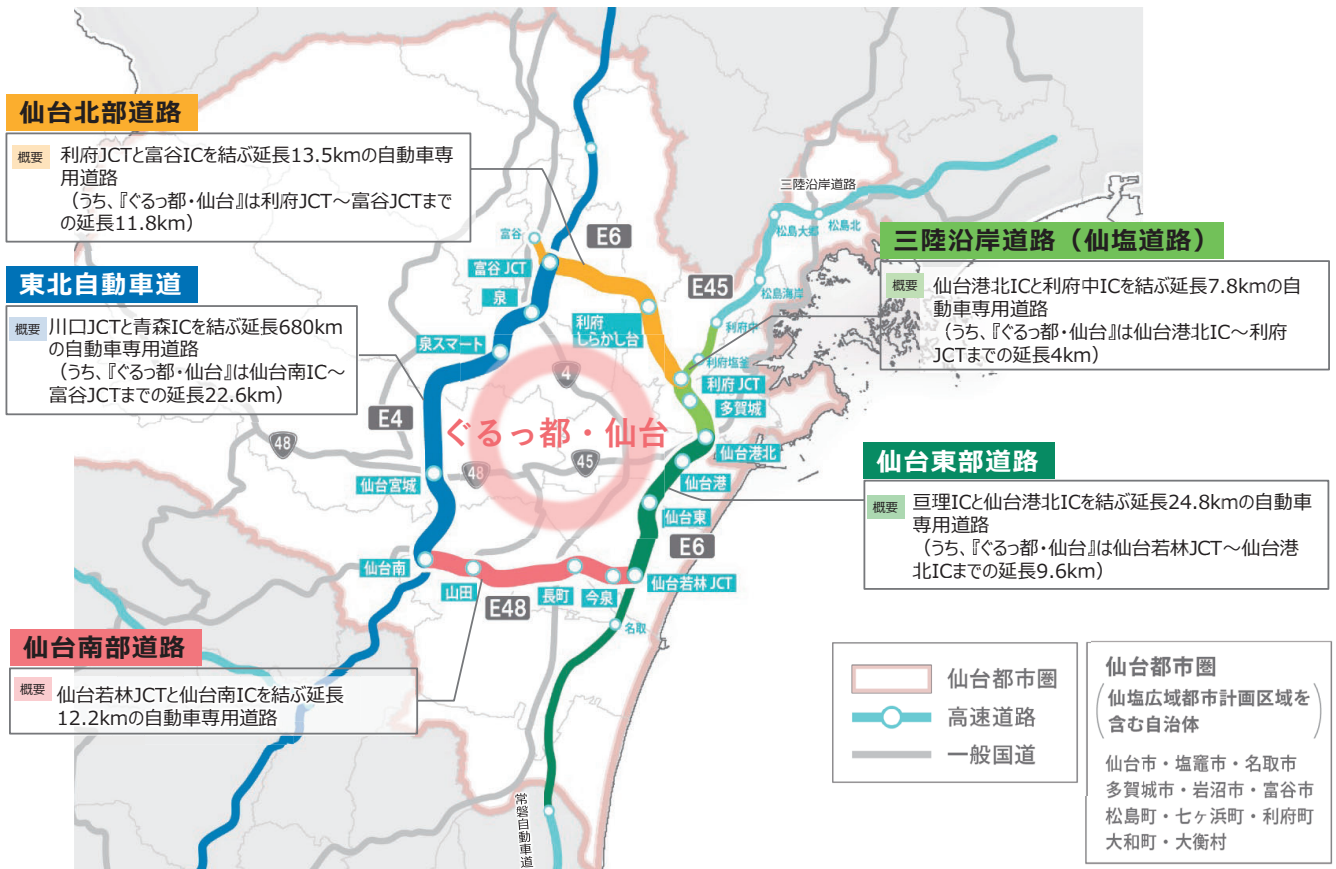 仙台北部道路
概要
利府JCTと富谷ICを結ぶ延長13.5kmの自動車専
用道路
（うち、『ぐるっ都・仙台』は利府JCT～富谷JCTまで
の延長11.8km）
東北自動車道
概要
川口JCTと青森ICを結ぶ延長680km
の自動車専用道路
（うち、『ぐるっ都・仙台』は仙台南IC～
富谷JCTまでの延長22.6km）
三陸沿岸道路（仙塩道路）
概要
仙台港北ICと利府中ICを結ぶ延長7.8kmの自
動車専用道路
（うち、『ぐるっ都・仙台』は仙台港北IC～利府
JCTまでの延長4km）
仙台東部道路
概要
亘理ICと仙台港北ICを結ぶ延長24.8kmの自動車
専用道路
（うち、『ぐるっ都・仙台』は仙台若林JCT～仙台港
北ICまでの延長9.6km）
仙台南部道路
概要
仙台若林JCTと仙台南ICを結ぶ延長
12.2kmの自動車専用道路
三陸沿岸道路
松島大郷
松島北
松島海岸
利府中
利府塩釜
富谷
富谷 JCT
E6
泉
泉スマート
利府
しらかし台
E45
利府 JCT
多賀城
仙台港北
仙台港
仙台東
E6
仙台若林 JCT
今泉
長町
E48
山田
仙台南
仙台宮城
E4
48
48
45
4
ぐるっ都・仙台
名取
常磐自動車道
仙台都市圏
高速道路
一般国道
仙台都市圏
（仙塩広域都市計画区域を
含む自治体）
仙台市・塩竈市・名取市
多賀城市・岩沼市・富谷市
松島町・七ヶ浜町・利府町
大和町・大衡村